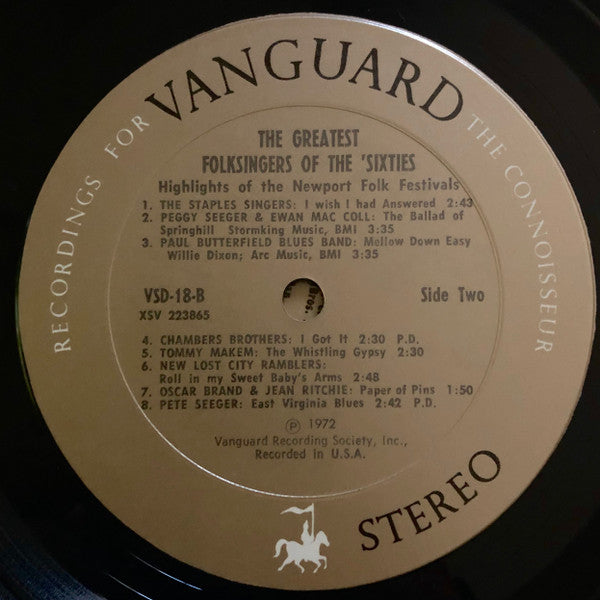 RECORDINGS FOR
VANGUARD
THE CONNOISSEUR
THE GREATEST
FOLKSINGERS OF THE 'SIXTIES
Highlights of the Newport Folk Festivals
1. THE STAPLES SINGERS: I wish I had Answered 2:43
2. PEGGY SEEGER & EWAN MAC COLL: The Ballad of
Springhill Stormking Music, BMI 3:35
3. PAUL BUTTERFIELD BLUES BAND: Mellow Down Easy
Willie Dixon; Arc Music, BMI 3:35
VSD-18-B
Side Two
XSV 223865
Bros.
4. CHAMBERS BROTHERS: I Got It 2:30 P.D.
5. TOMMY MAKEM: The Whistling Gypsy 2:30
6. NEW LOST CITY RAMBLERS:
Roll in my Sweet Baby's Arms 2:48
7. OSCAR BRAND & JEAN RITCHIE: Paper of Pins 1:50
8. PETE SEEGER: East Virginia Blues 2:42 P.D.
Ⓟ 1972
Vanguard Recording Society, Inc.,
Recorded in U.S.A.
STEREO